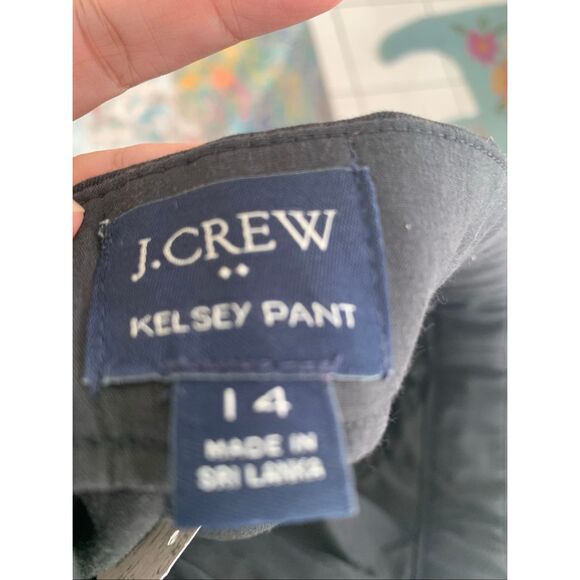 J.CREW
KELSEY PANT
14
MADE IN
SRI LANKA